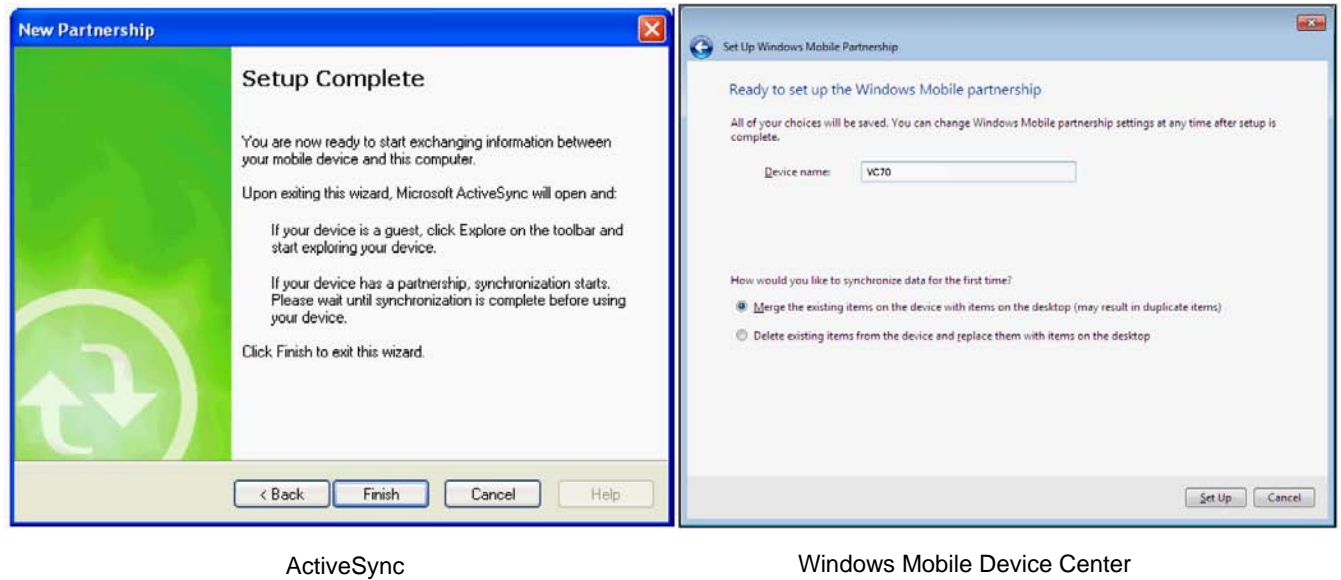 New Partnership
Setup Complete
You are now ready to start exchanging information between
your mobile device and this computer.
Upon exiting this wizard, Microsoft ActiveSync will open and:
If your device is a guest, click Explore on the toolbar and
start exploring your device.
If your device has a partnership, synchronization starts.
Please wait until synchronization is complete before using
your device.
Click Finish to exit this wizard.
< Back
Finish
Cancel
Help
ActiveSync
Set Up Windows Mobile Partnership
Ready to set up the Windows Mobile partnership
All of your choices will be saved. You can change Windows Mobile partnership settings at any time after setup is
complete.
Device name:
VC70
How would you like to synchronize data for the first time?
Merge the existing items on the device with items on the desktop (may result in duplicate items)
Delete existing items from the device and replace them with items on the desktop
Set Up
Cancel
Windows Mobile Device Center